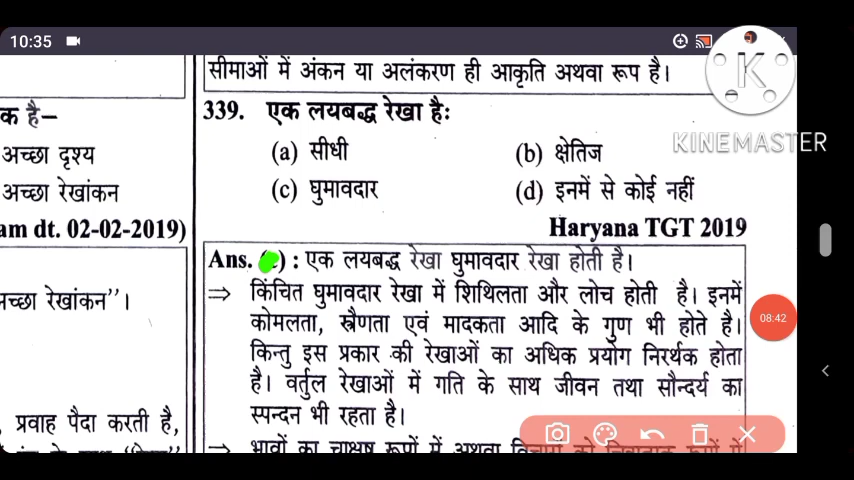 10:35
सीमाओं में अंकन या अलंकरण ही आकृति अथवा रूप है।
K
KINEMASTER
क है–
अच्छा दृश्य
अच्छा रेखांकन
am dt. 02-02-2019)
मच्छा रेखांकन’’।
, प्रवाह पैदा करती है,
339. एक लयबद्ध रेखा हैः
(a) सीधी (b) क्षेतिज
(c) घुमावदार (d) इनमें से कोई नहीं
Haryana TGT 2019
Ans. ) : एक लयबद्ध रेखा घुमावदार रेखा होती है।
⇒ किंचित घुमावदार रेखा में शिथिलता और लोच होती है। इनमें
कोमलता, स्त्रैणता एवं मादकता आदि के गुण भी होते है।
किन्तु इस प्रकार की रेखाओं का अधिक प्रयोग निरर्थक होता
है। वर्तुल रेखाओं में गति के साथ जीवन तथा सौन्दर्य का
स्पन्दन भी रहता है।
⇒ भावों का चाक्षुष रूपों में अथवा
08:42